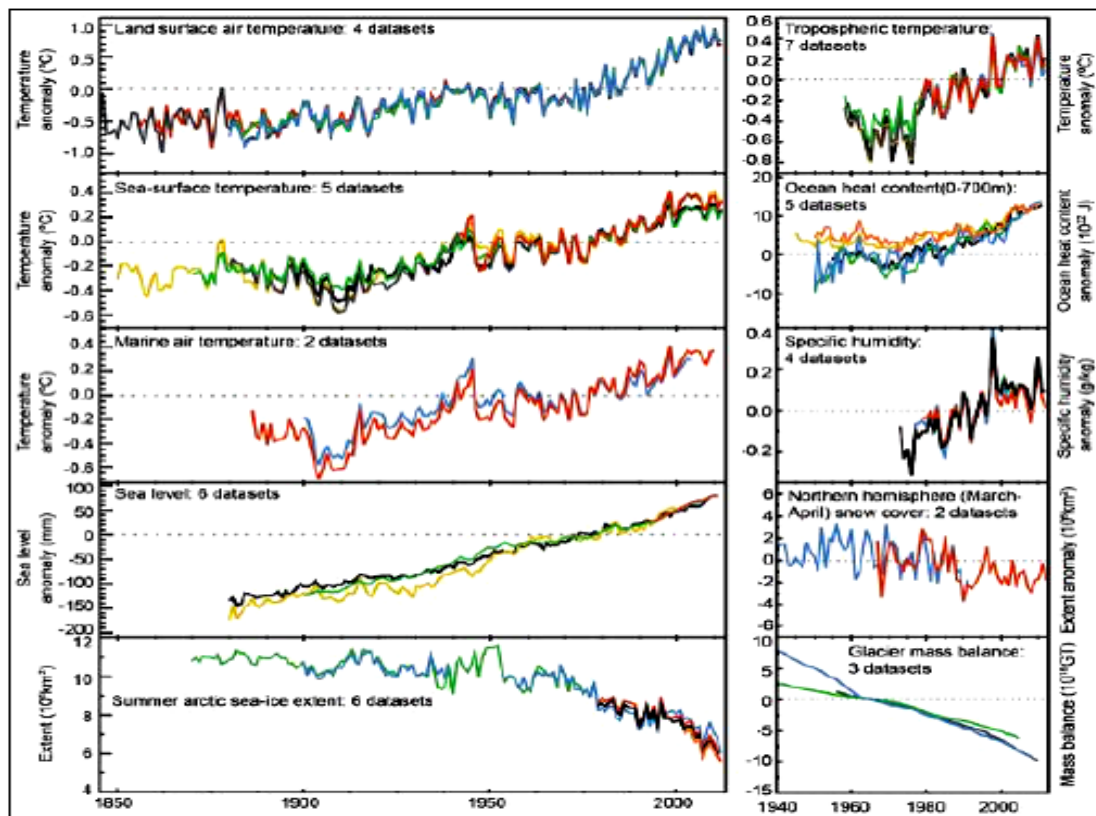 Land surface air temperature: 4 datasets
Temperature
anomaly (ºC)
1.0
0.5
0.0
-0.5
-1.0
Sea-surface temperature: 5 datasets
Temperature
anomaly (ºC)
0.4
0.2
0.0
-0.2
-0.4
-0.6
Marine air temperature: 2 datasets
Temperature
anomaly (ºC)
0.4
0.2
0.0
-0.2
-0.4
-0.6
Sea level: 6 datasets
Sea level
anomaly (mm)
100
50
0
-50
-100
-150
-200
Summer arctic sea-ice extent: 6 datasets
Extent (10⁶km²)
12
10
8
6
4
1850
1900
1950
2000
Tropospheric temperature:
7 datasets
Temperature
anomaly (ºC)
0.6
0.4
0.2
0.0
-0.2
-0.4
-0.6
-0.8
Ocean heat content(0-700m):
5 datasets
Ocean heat content
20
10
0
-10
Specific humidity:
4 datasets
Specific humidity
anomaly (g/kg)
0.4
0.2
0.0
-0.2
Northern hemisphere (March-
April) snow cover: 2 datasets
Extent anomaly (10⁶km²)
6
4
2
0
-2
-4
-6
Glacier mass balance:
3 datasets
10
5
0
-5
-10
-15
1940
1960
1980
2000